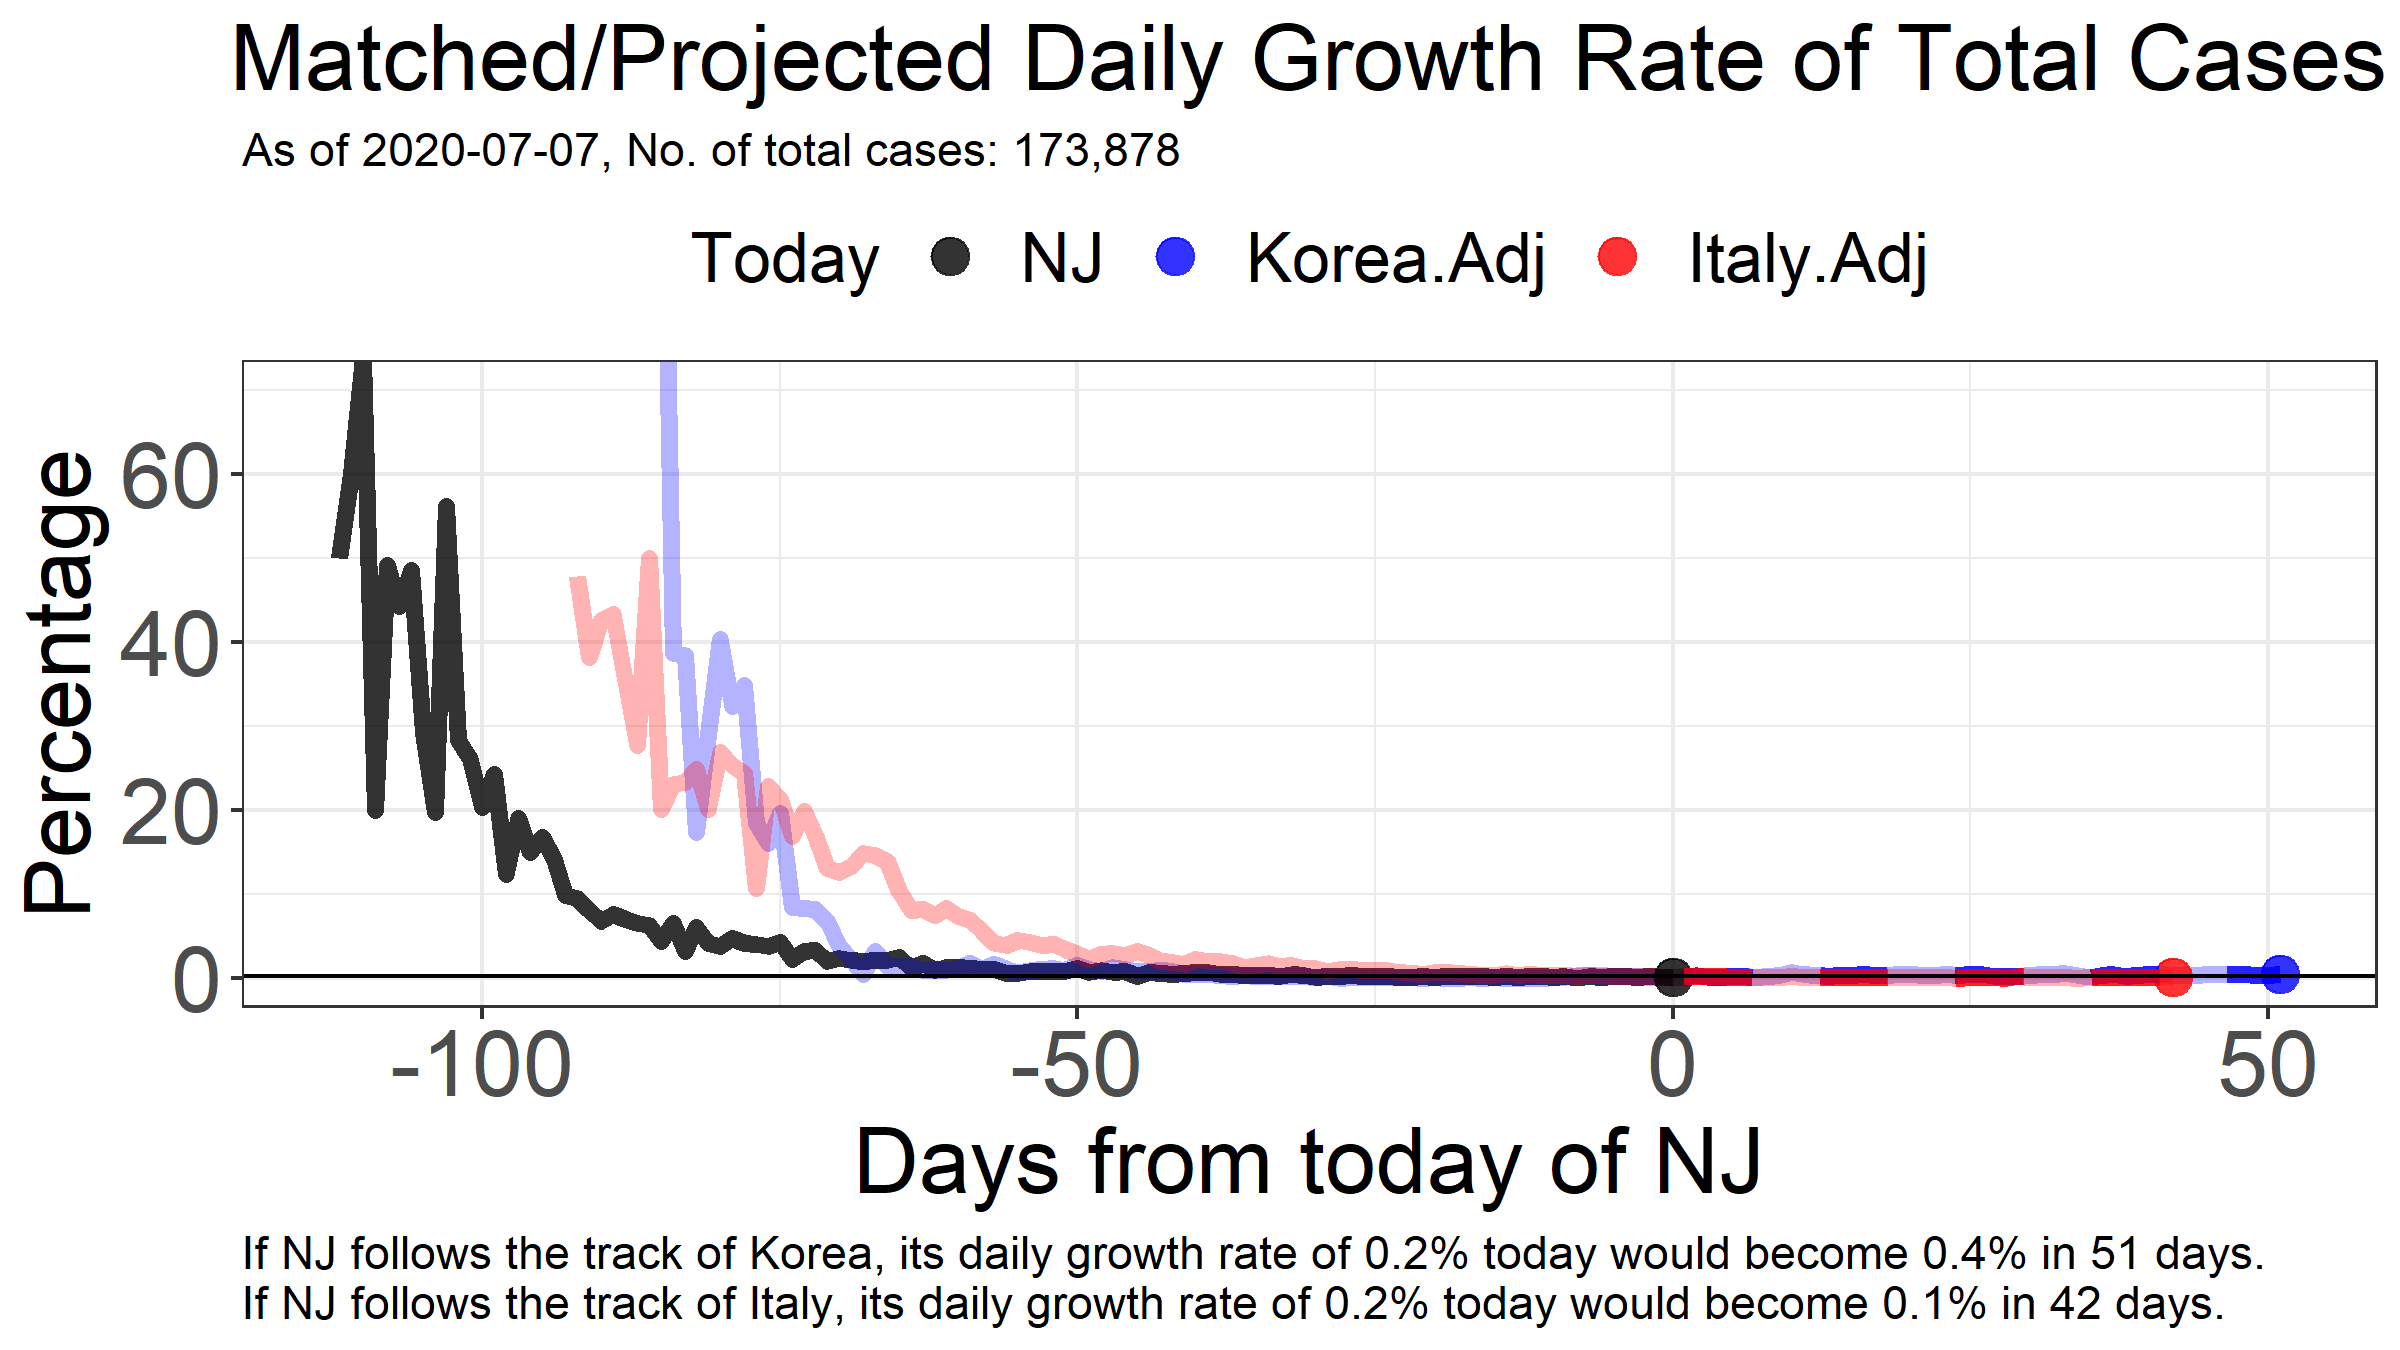 Matched/Projected Daily Growth Rate of Total Cases
As of 2020-07-07, No. of total cases: 173,878
Today NJ Korea.Adj Italy.Adj
Percentage
60
40
20
0
-100 -50 0 50
Days from today of NJ
If NJ follows the track of Korea, its daily growth rate of 0.2% today would become 0.4% in 51 days.
If NJ follows the track of Italy, its daily growth rate of 0.2% today would become 0.1% in 42 days.